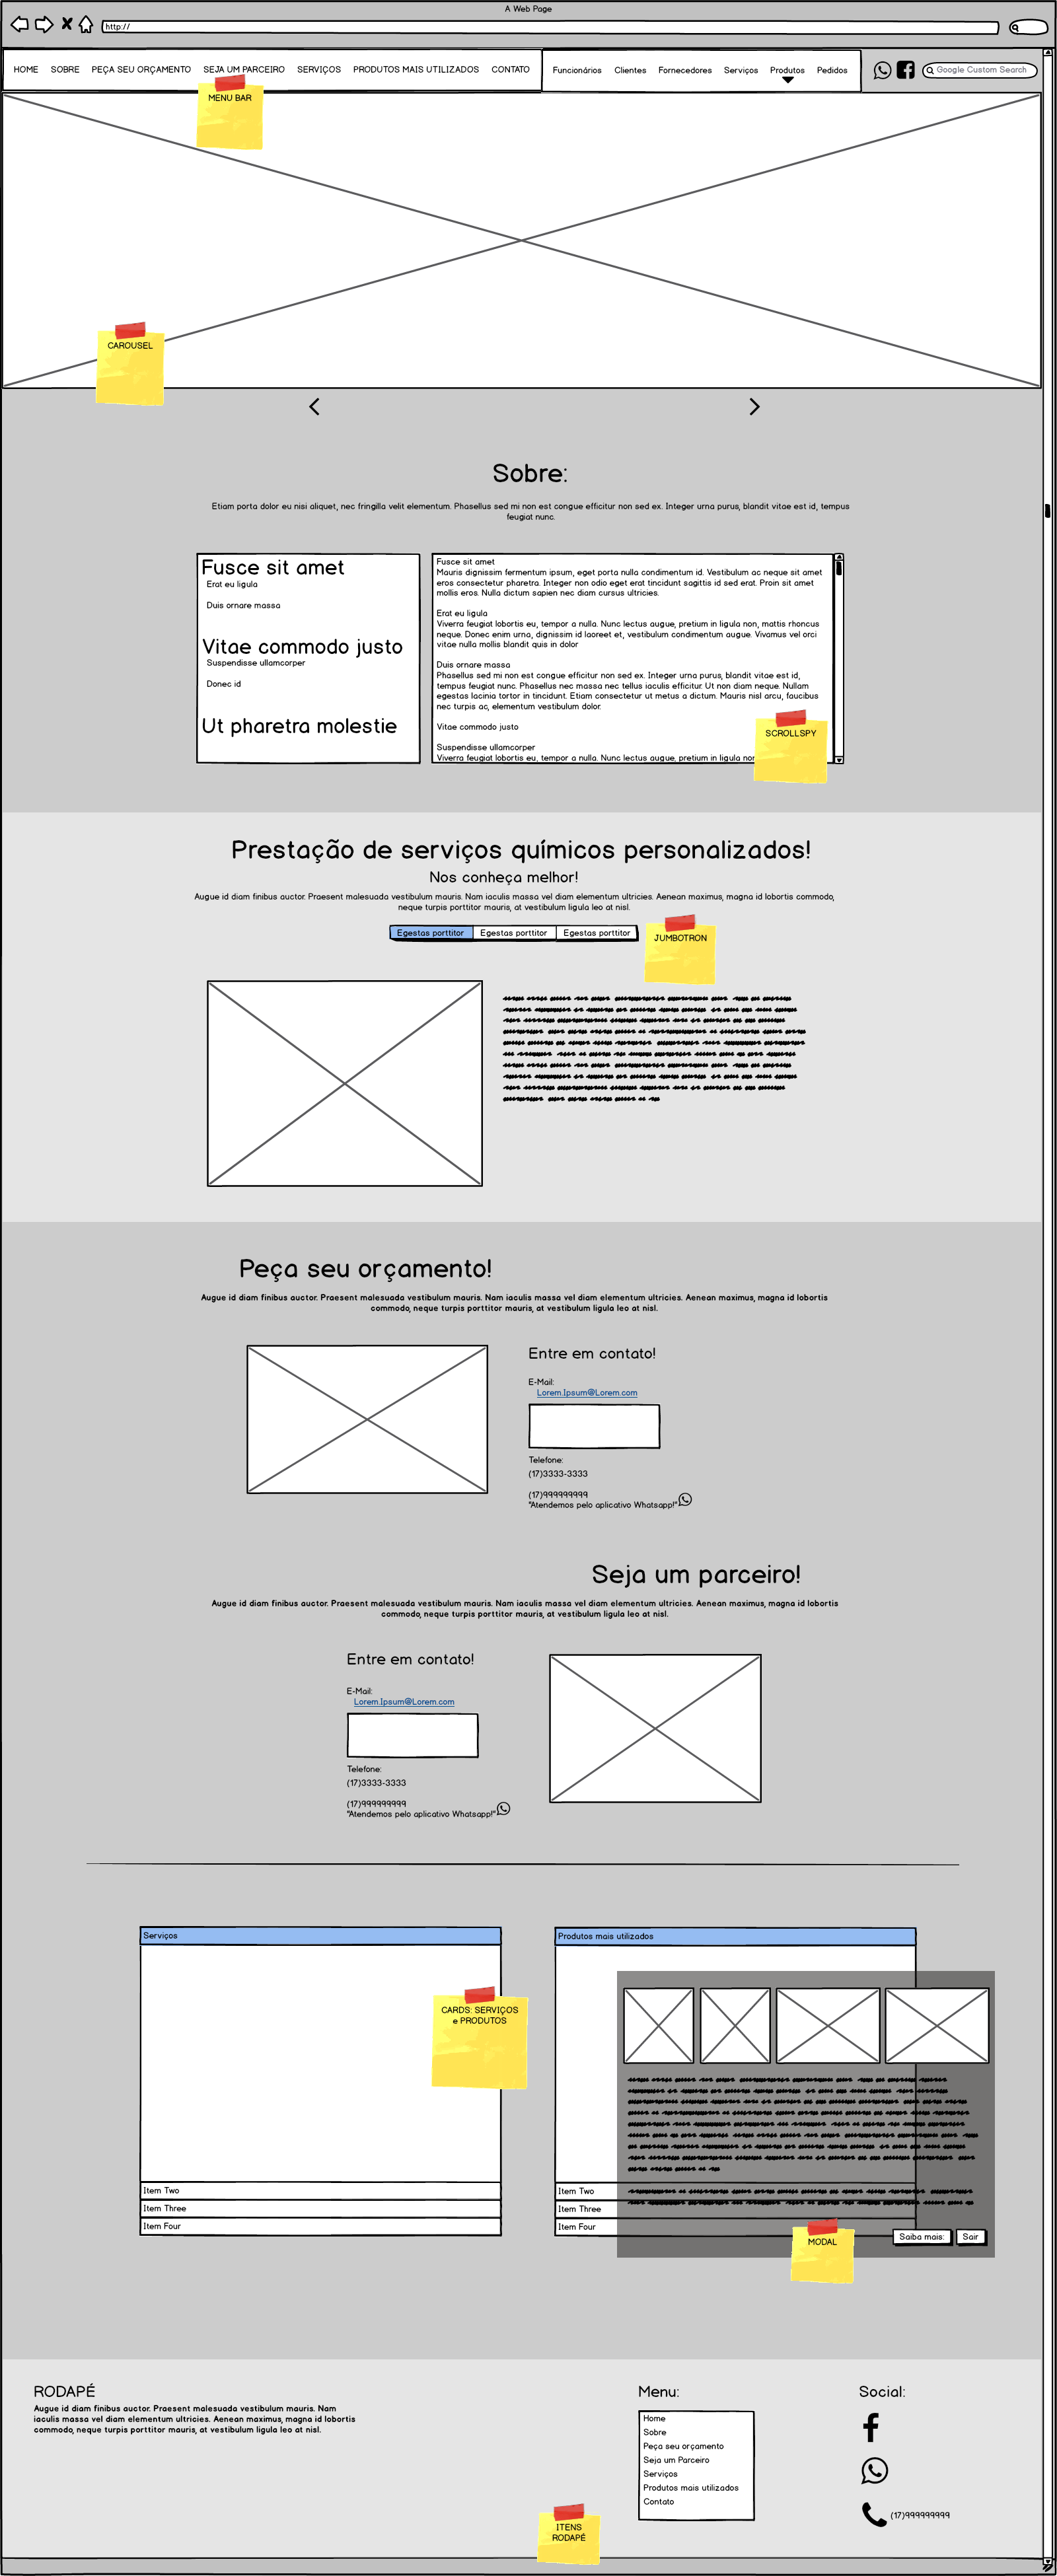 A Web Page
http://
HOME SOBRE PEÇA SEU ORÇAMENTO SEJA UM PARCEIRO SERVIÇOS PRODUTOS MAIS UTILIZADOS CONTATO
Funcionários Clientes Fornecedores Serviços Produtos Pedidos
Google Custom Search
MENU BAR
CAROUSEL
Sobre:
Etiam porta dolor eu nisi aliquet, nec fringilla velit elementum. Phasellus sed mi non est congue efficitur non sed ex. Integer urna purus, blandit vitae est id, tempus
feugiat nunc.
Fusce sit amet
Erat eu ligula
Duis ornare massa
Vitae commodo justo
Suspendisse ullamcorper
Donec id
Ut pharetra molestie
Fusce sit amet
Mauris dignissim fermentum ipsum, eget porta nulla condimentum id. Vestibulum ac neque sit amet
eros consectetur pharetra. Integer non odio eget erat tincidunt sagittis id sed erat. Proin sit amet
mollis eros. Nulla dictum sapien nec diam cursus ultricies.
Erat eu ligula
Viverra feugiat lobortis eu, tempor a nulla. Nunc lectus augue, pretium in ligula non, mattis rhoncus
neque. Donec enim urna, dignissim id laoreet et, vestibulum condimentum augue. Vivamus vel orci
vitae nulla mollis blandit quis in dolor
Duis ornare massa
Phasellus sed mi non est congue efficitur non sed ex. Integer urna purus, blandit vitae est id,
tempus feugiat nunc. Phasellus nec massa nec tellus iaculis efficitur. Ut non diam neque. Nullam
egestas lacinia tortor in tincidunt. Etiam consectetur ut metus a dictum. Mauris nisl arcu, faucibus
nec turpis ac, elementum vestibulum dolor.
Vitae commodo justo
Suspendisse ullamcorper
Viverra feugiat lobortis eu, tempor a nulla. Nunc lectus augue, pretium in ligula
SCROLLSPY
Prestação de serviços químicos personalizados!
Nos conheça melhor!
Augue id diam finibus auctor. Praesent malesuada vestibulum mauris. Nam iaculis massa vel diam elementum ultricies. Aenean maximus, magna id lobortis commodo,
neque turpis porttitor mauris, at vestibulum ligula leo at nisl.
Egestas porttitor Egestas porttitor Egestas porttitor
JUMBOTRON
Peça seu orçamento!
Augue id diam finibus auctor. Praesent malesuada vestibulum mauris. Nam iaculis massa vel diam elementum ultricies. Aenean maximus, magna id lobortis
commodo, neque turpis porttitor mauris, at vestibulum ligula leo at nisl.
Entre em contato!
E-Mail:
Lorem.Ipsum@Lorem.com
Telefone:
(17)3333-3333
(17)999999999
"Atendemos pelo aplicativo Whatsapp!"
Seja um parceiro!
Augue id diam finibus auctor. Praesent malesuada vestibulum mauris. Nam iaculis massa vel diam elementum ultricies. Aenean maximus, magna id lobortis
commodo, neque turpis porttitor mauris, at vestibulum ligula leo at nisl.
Entre em contato!
E-Mail:
Lorem.Ipsum@Lorem.com
Telefone:
(17)3333-3333
(17)999999999
"Atendemos pelo aplicativo Whatsapp!"
Serviços
Item Two
Item Three
Item Four
CARDS: SERVIÇOS
e PRODUTOS
Produtos mais utilizados
Item Two
Item Three
Item Four
Saiba mais: Sair
MODAL
RODAPÉ
Augue id diam finibus auctor. Praesent malesuada vestibulum mauris. Nam
iaculis massa vel diam elementum ultricies. Aenean maximus, magna id lobortis
commodo, neque turpis porttitor mauris, at vestibulum ligula leo at nisl.
Menu:
Home
Sobre
Peça seu orçamento
Seja um Parceiro
Serviços
Produtos mais utilizados
Contato
Social:
(17)999999999
ITENS
RODAPÉ